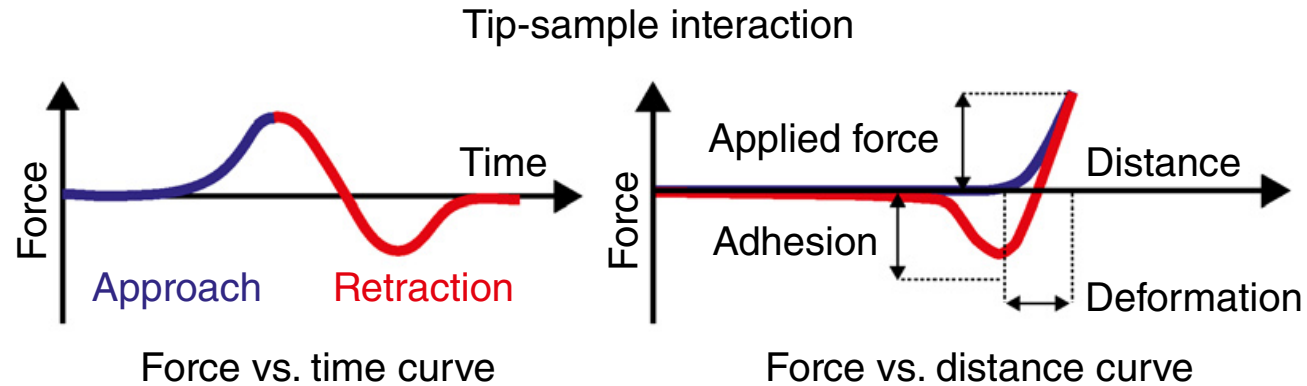 Tip-sample interaction
Force
Time
Approach
Retraction
Force vs. time curve
Force
Applied force
Distance
Adhesion
Deformation
Force vs. distance curve